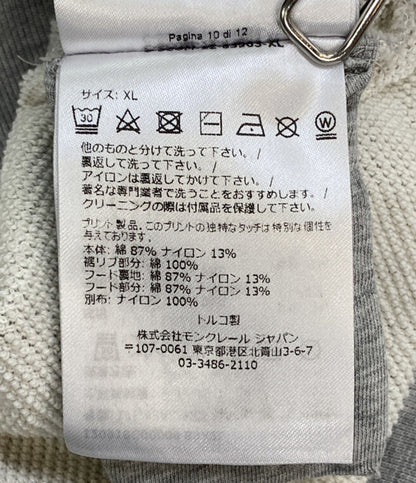 Pagina 10 di 12
サイズ: XL
30
W
他のものと分けて洗って下さい。/
裏返して洗って下さい。/
アイロンは裏返してかけて下さい。/
著名な専門業者で洗うことをおすすめします。/
クリーニングの際は付属品を保護して下さい。
プリント製品。このプリントの独特なタッチは特別な個性を
与えております。
本体: 綿 87% ナイロン 13%
裾リブ部分: 綿 100%
フード裏地: 綿 87% ナイロン 13%
フード部分: 綿 87% ナイロン 13%
別布: ナイロン 100%
トルコ製
株式会社モンクレール ジャパン
〒107-0061 東京都港区北青山3-6-7
03-3486-2110